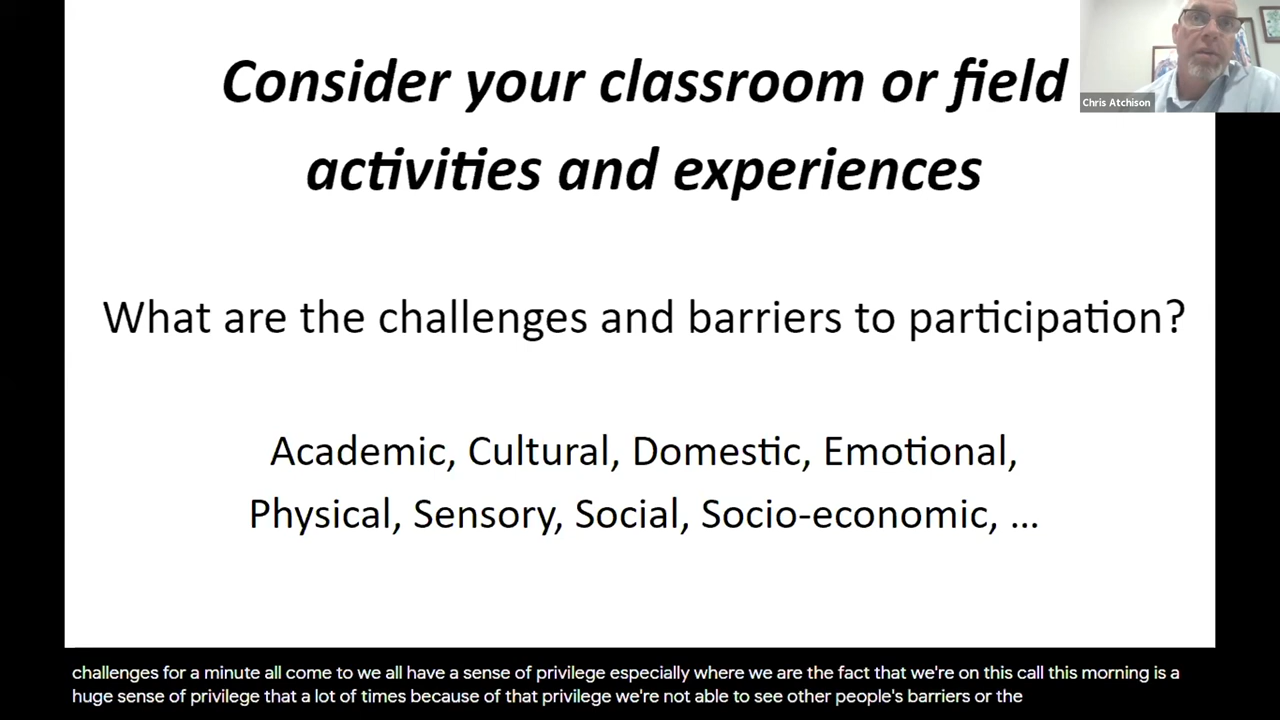 Consider your classroom or field
activities and experiences
Chris Atchison
What are the challenges and barriers to participation?
Academic, Cultural, Domestic, Emotional,
Physical, Sensory, Social, Socio-economic, ...
challenges for a minute all come to we all have a sense of privilege especially where we are the fact that we're on this call this morning is a
huge sense of privilege that a lot of times because of that privilege we're not able to see other people's barriers or the